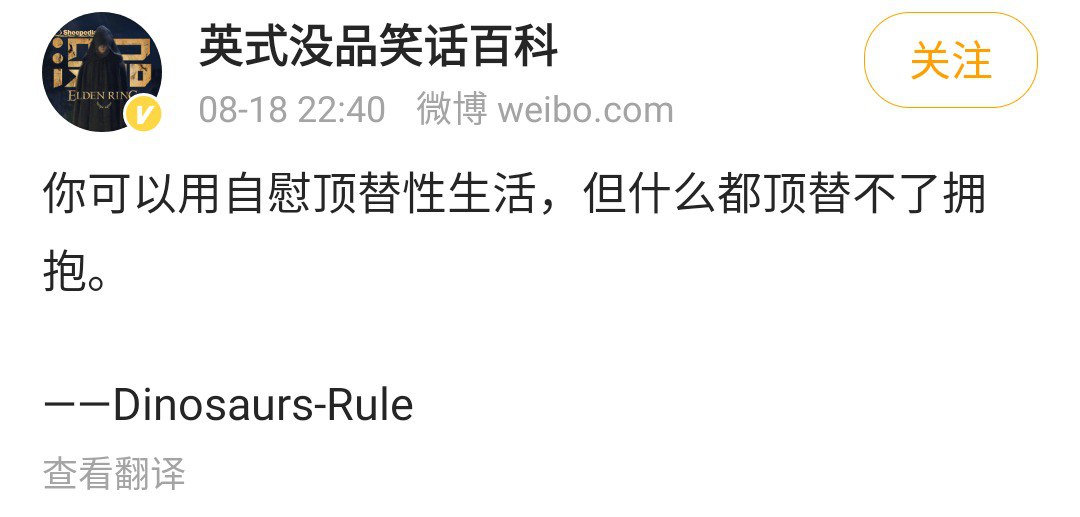 Sheepedia
没品
ELDEN RING
英式没品笑话百科
08-18 22:40 微博 weibo.com
关注
你可以用自慰顶替性生活，但什么都顶替不了拥
抱。
——Dinosaurs-Rule
查看翻译